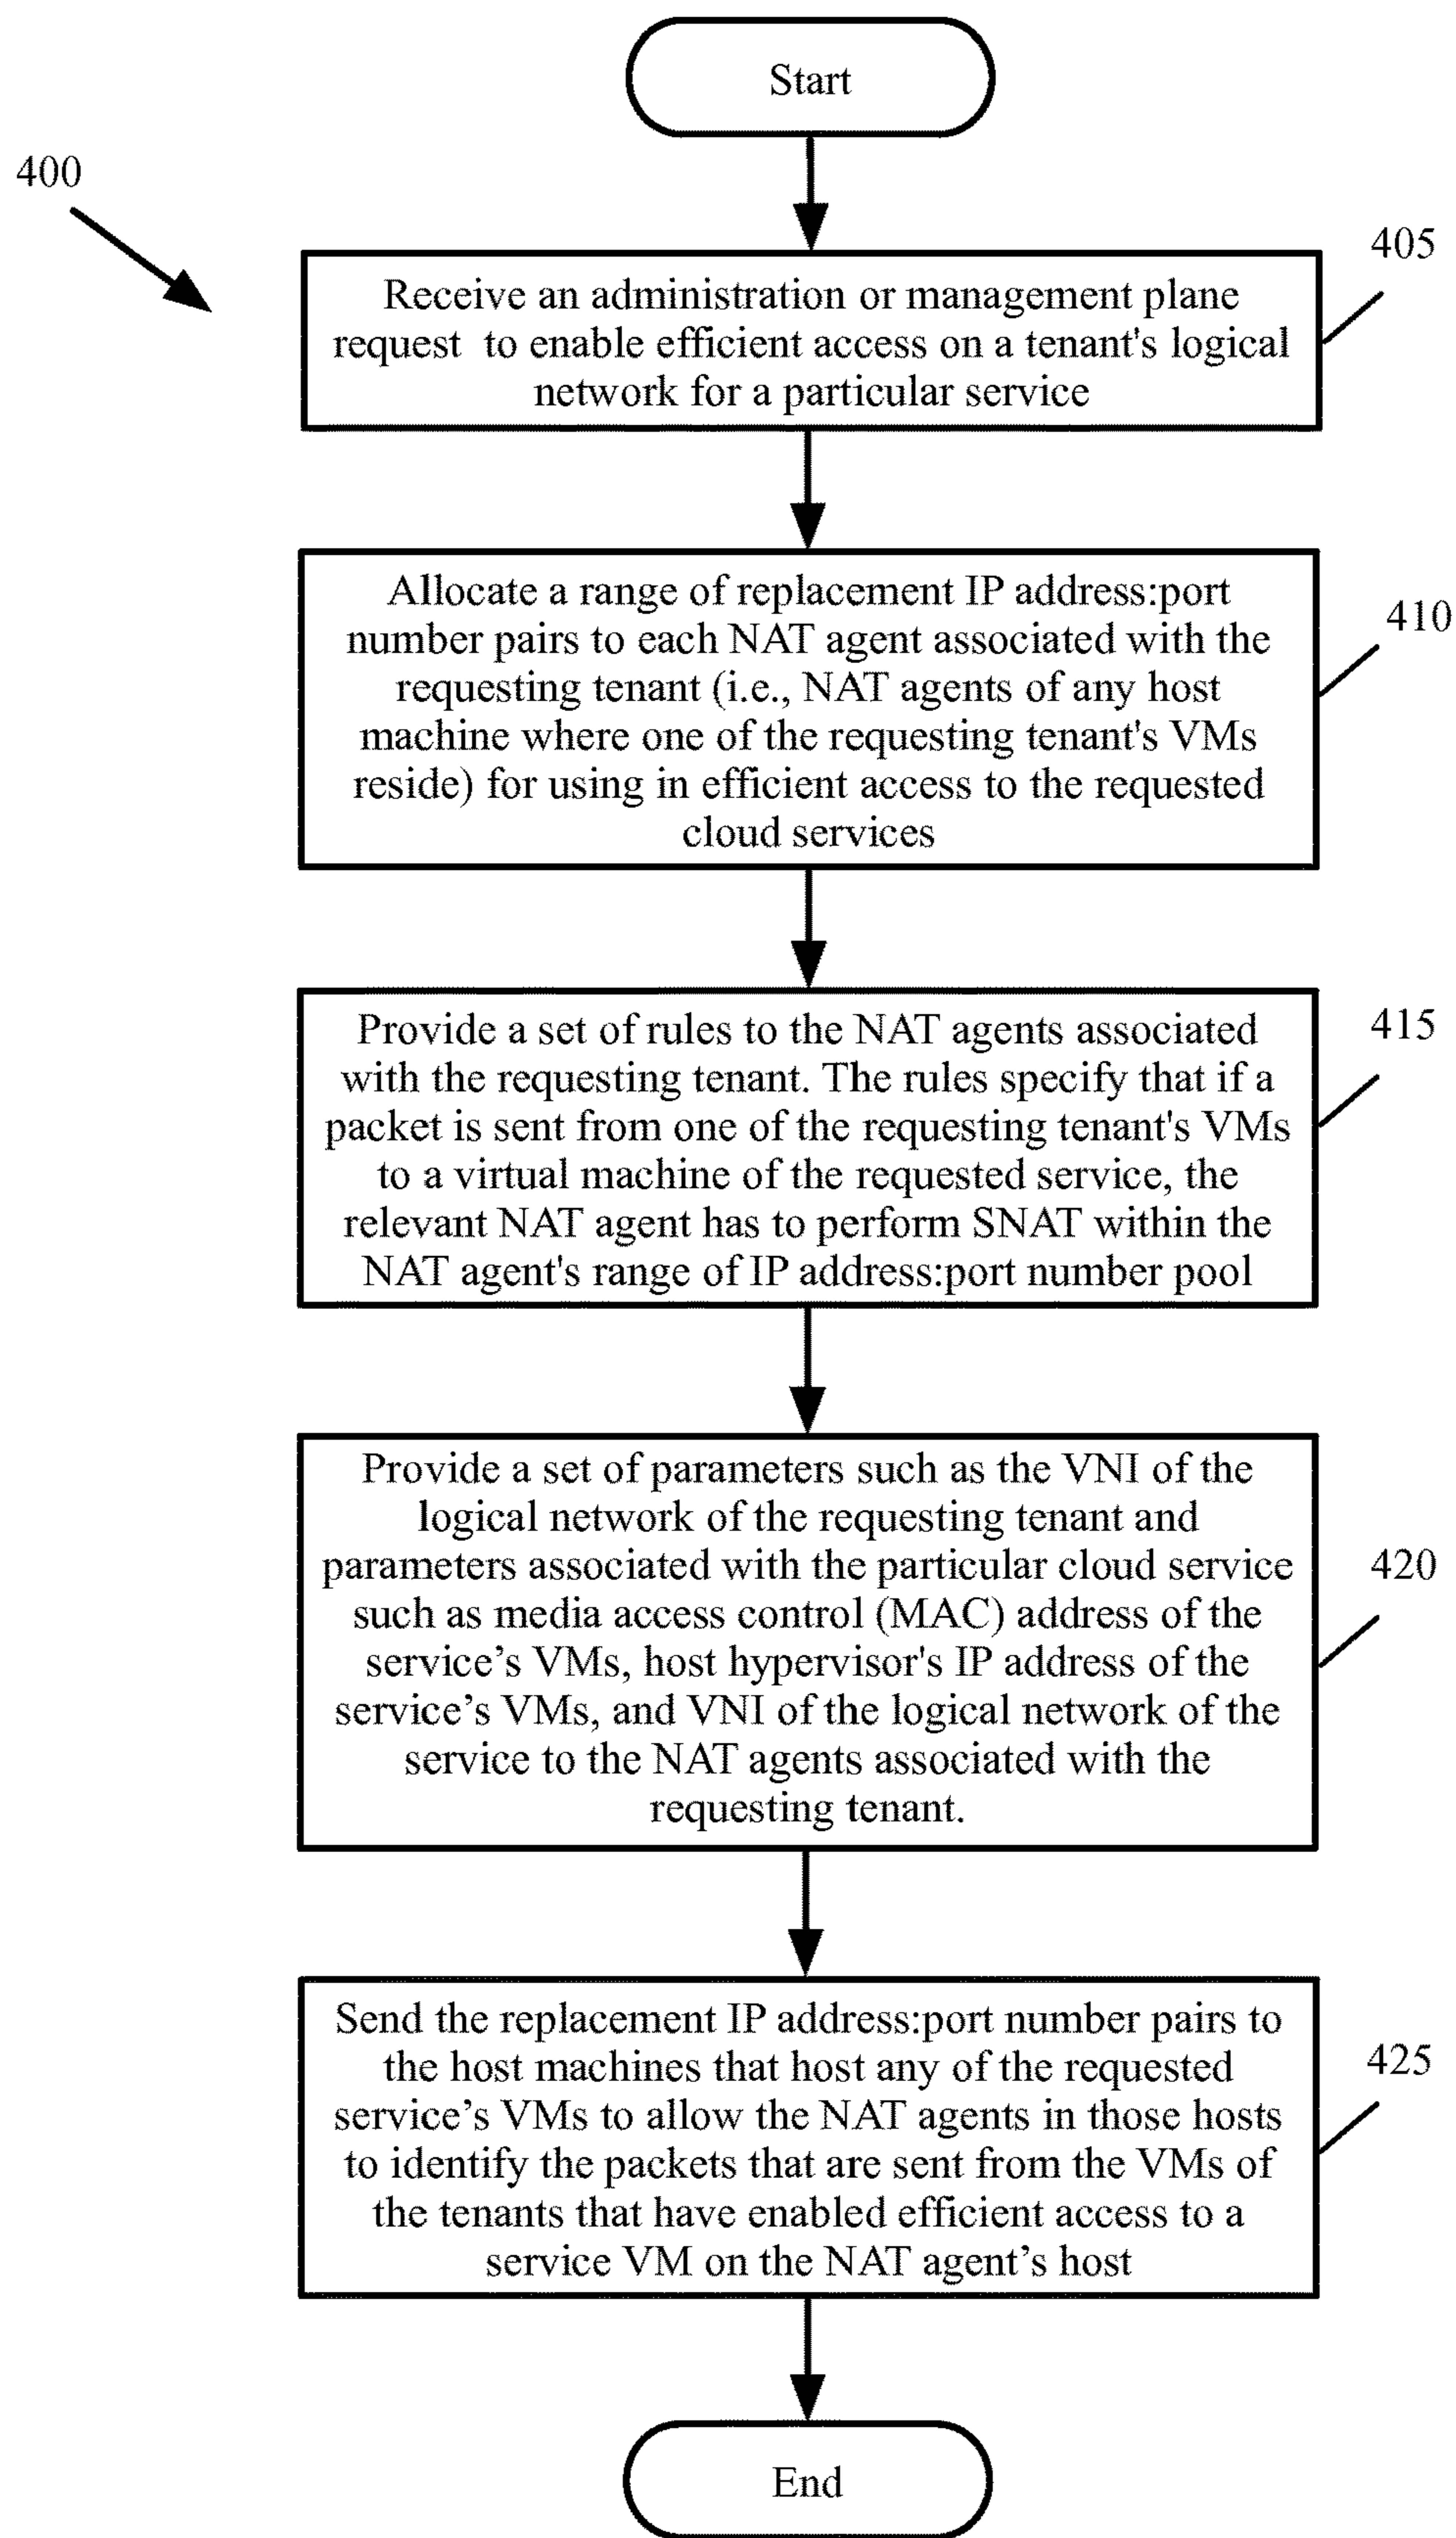 Start
400
405
Receive an administration or management plane
request to enable efficient access on a tenant's logical
network for a particular service
410
Allocate a range of replacement IP address:port
number pairs to each NAT agent associated with the
requesting tenant (i.e., NAT agents of any host
machine where one of the requesting tenant's VMs
reside) for using in efficient access to the requested
cloud services
415
Provide a set of rules to the NAT agents associated
with the requesting tenant. The rules specify that if a
packet is sent from one of the requesting tenant's VMs
to a virtual machine of the requested service, the
relevant NAT agent has to perform SNAT within the
NAT agent's range of IP address:port number pool
420
Provide a set of parameters such as the VNI of the
logical network of the requesting tenant and
parameters associated with the particular cloud service
such as media access control (MAC) address of the
service’s VMs, host hypervisor's IP address of the
service’s VMs, and VNI of the logical network of the
service to the NAT agents associated with the
requesting tenant.
425
Send the replacement IP address:port number pairs to
the host machines that host any of the requested
service’s VMs to allow the NAT agents in those hosts
to identify the packets that are sent from the VMs of
the tenants that have enabled efficient access to a
service VM on the NAT agent’s host
End